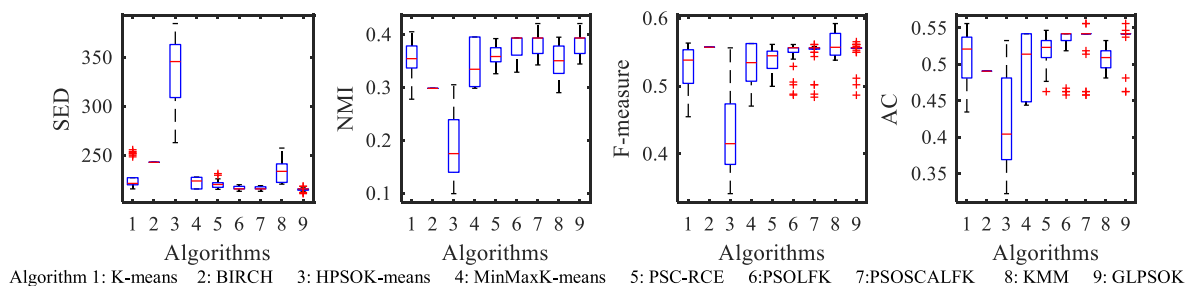 SED
350
300
250
1 2 3 4 5 6 7 8 9
Algorithms
NMI
0.4
0.3
0.2
0.1
1 2 3 4 5 6 7 8 9
Algorithms
F-measure
0.6
0.5
0.4
1 2 3 4 5 6 7 8 9
Algorithms
AC
0.55
0.5
0.45
0.4
0.35
1 2 3 4 5 6 7 8 9
Algorithms
Algorithm 1: K-means 2: BIRCH 3: HPSOK-means 4: MinMaxK-means 5: PSC-RCE 6:PSOLFK 7:PSOSCALFK 8: KMM 9: GLPSOK